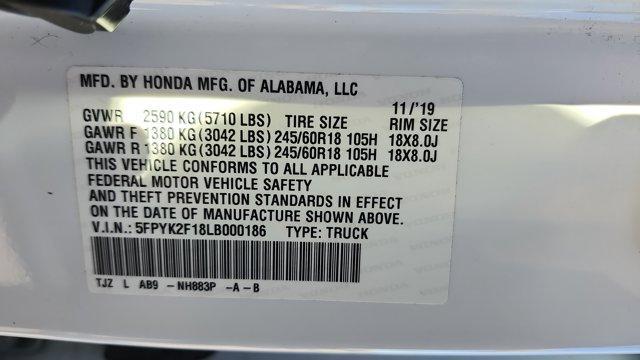 MFD. BY HONDA MFG. OF ALABAMA, LLC
11/'19
GVWR 2590 KG (5710 LBS) TIRE SIZE RIM SIZE
GAWR F 1380 KG (3042 LBS) 245/60R18 105H 18X8.0J
GAWR R 1380 KG (3042 LBS) 245/60R18 105H 18X8.0J
THIS VEHICLE CONFORMS TO ALL APPLICABLE
FEDERAL MOTOR VEHICLE SAFETY
AND THEFT PREVENTION STANDARDS IN EFFECT
ON THE DATE OF MANUFACTURE SHOWN ABOVE.
V.I.N.: 5FPYK2F18LB000186 TYPE: TRUCK
TJZ L AB9 -NH883P -A -B